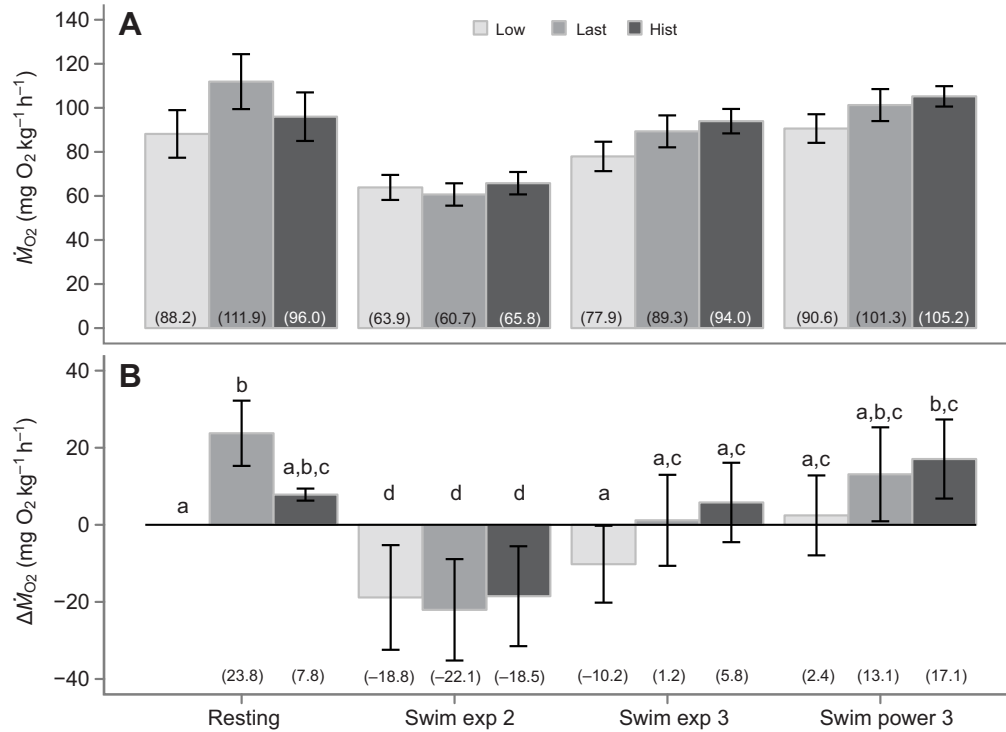 A
Low Last Hist
ṀO₂ (mg O₂ kg⁻¹ h⁻¹)
140
120
100
80
60
40
20
0
(88.2) (111.9) (96.0) (63.9) (60.7) (65.8) (77.9) (89.3) (94.0) (90.6) (101.3) (105.2)
B
ΔṀO₂ (mg O₂ kg⁻¹ h⁻¹)
40
20
0
−20
−40
a b a,b,c d d d a a,c a,c a,c a,b,c b,c
(23.8) (7.8) (–18.8) (–22.1) (–18.5) (–10.2) (1.2) (5.8) (2.4) (13.1) (17.1)
Resting Swim exp 2 Swim exp 3 Swim power 3